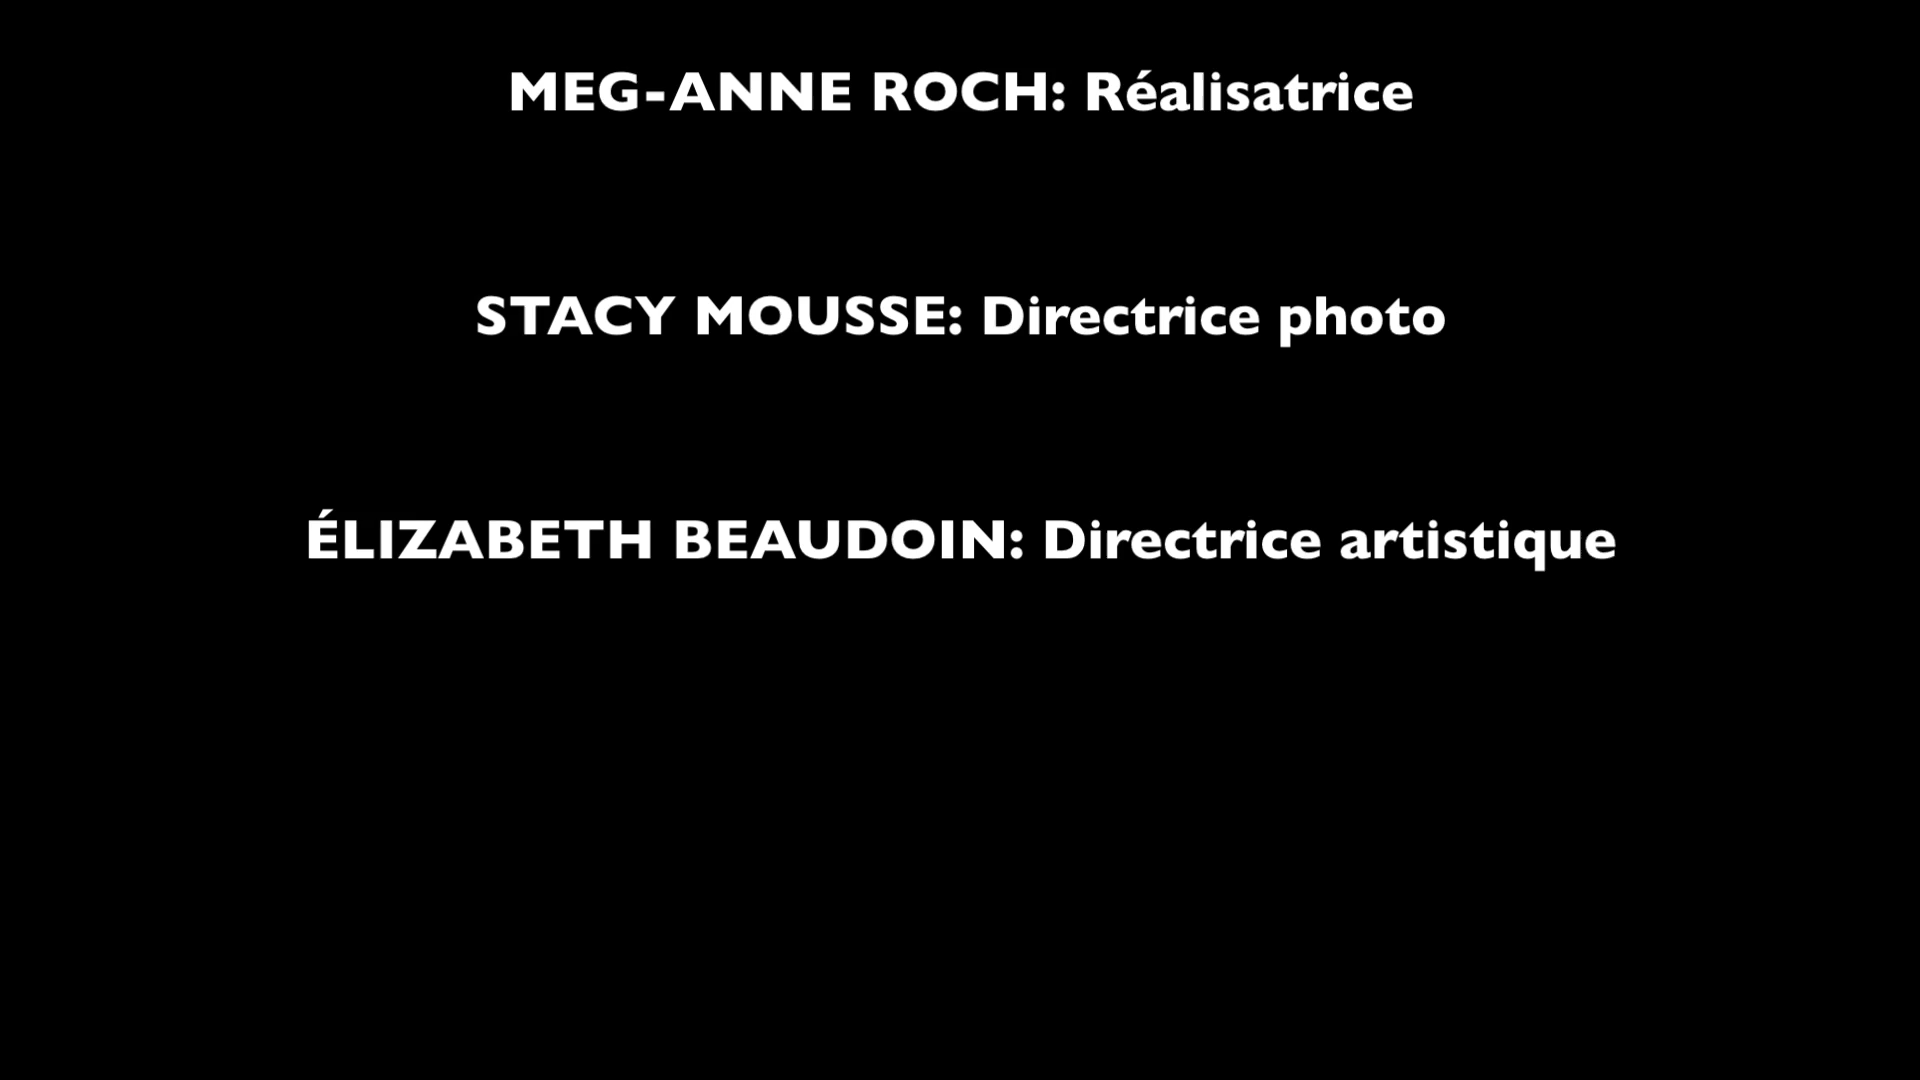 MEG-ANNE ROCH: Réalisatrice
STACY MOUSSE: Directrice photo
ÉLIZABETH BEAUDOIN: Directrice artistique